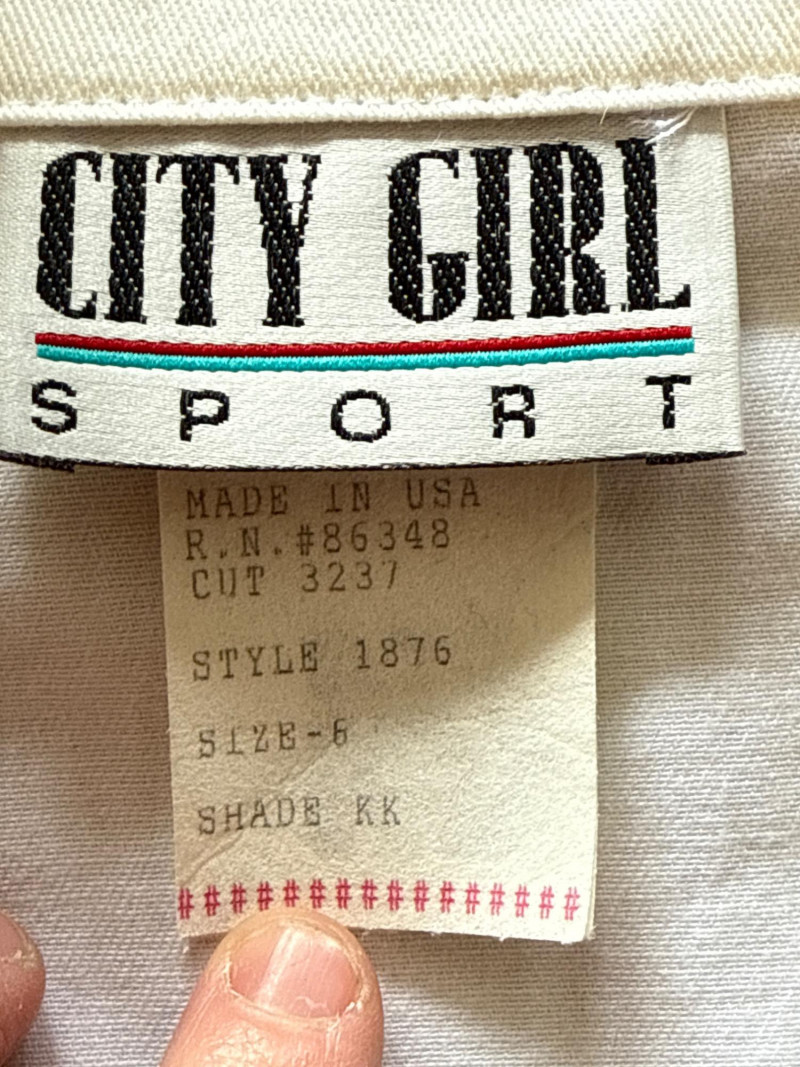 CITY GIRL
SPORT
MADE IN USA
R.N.#86348
CUT 3237
STYLE 1876
SIZE-6
SHADE KK
################